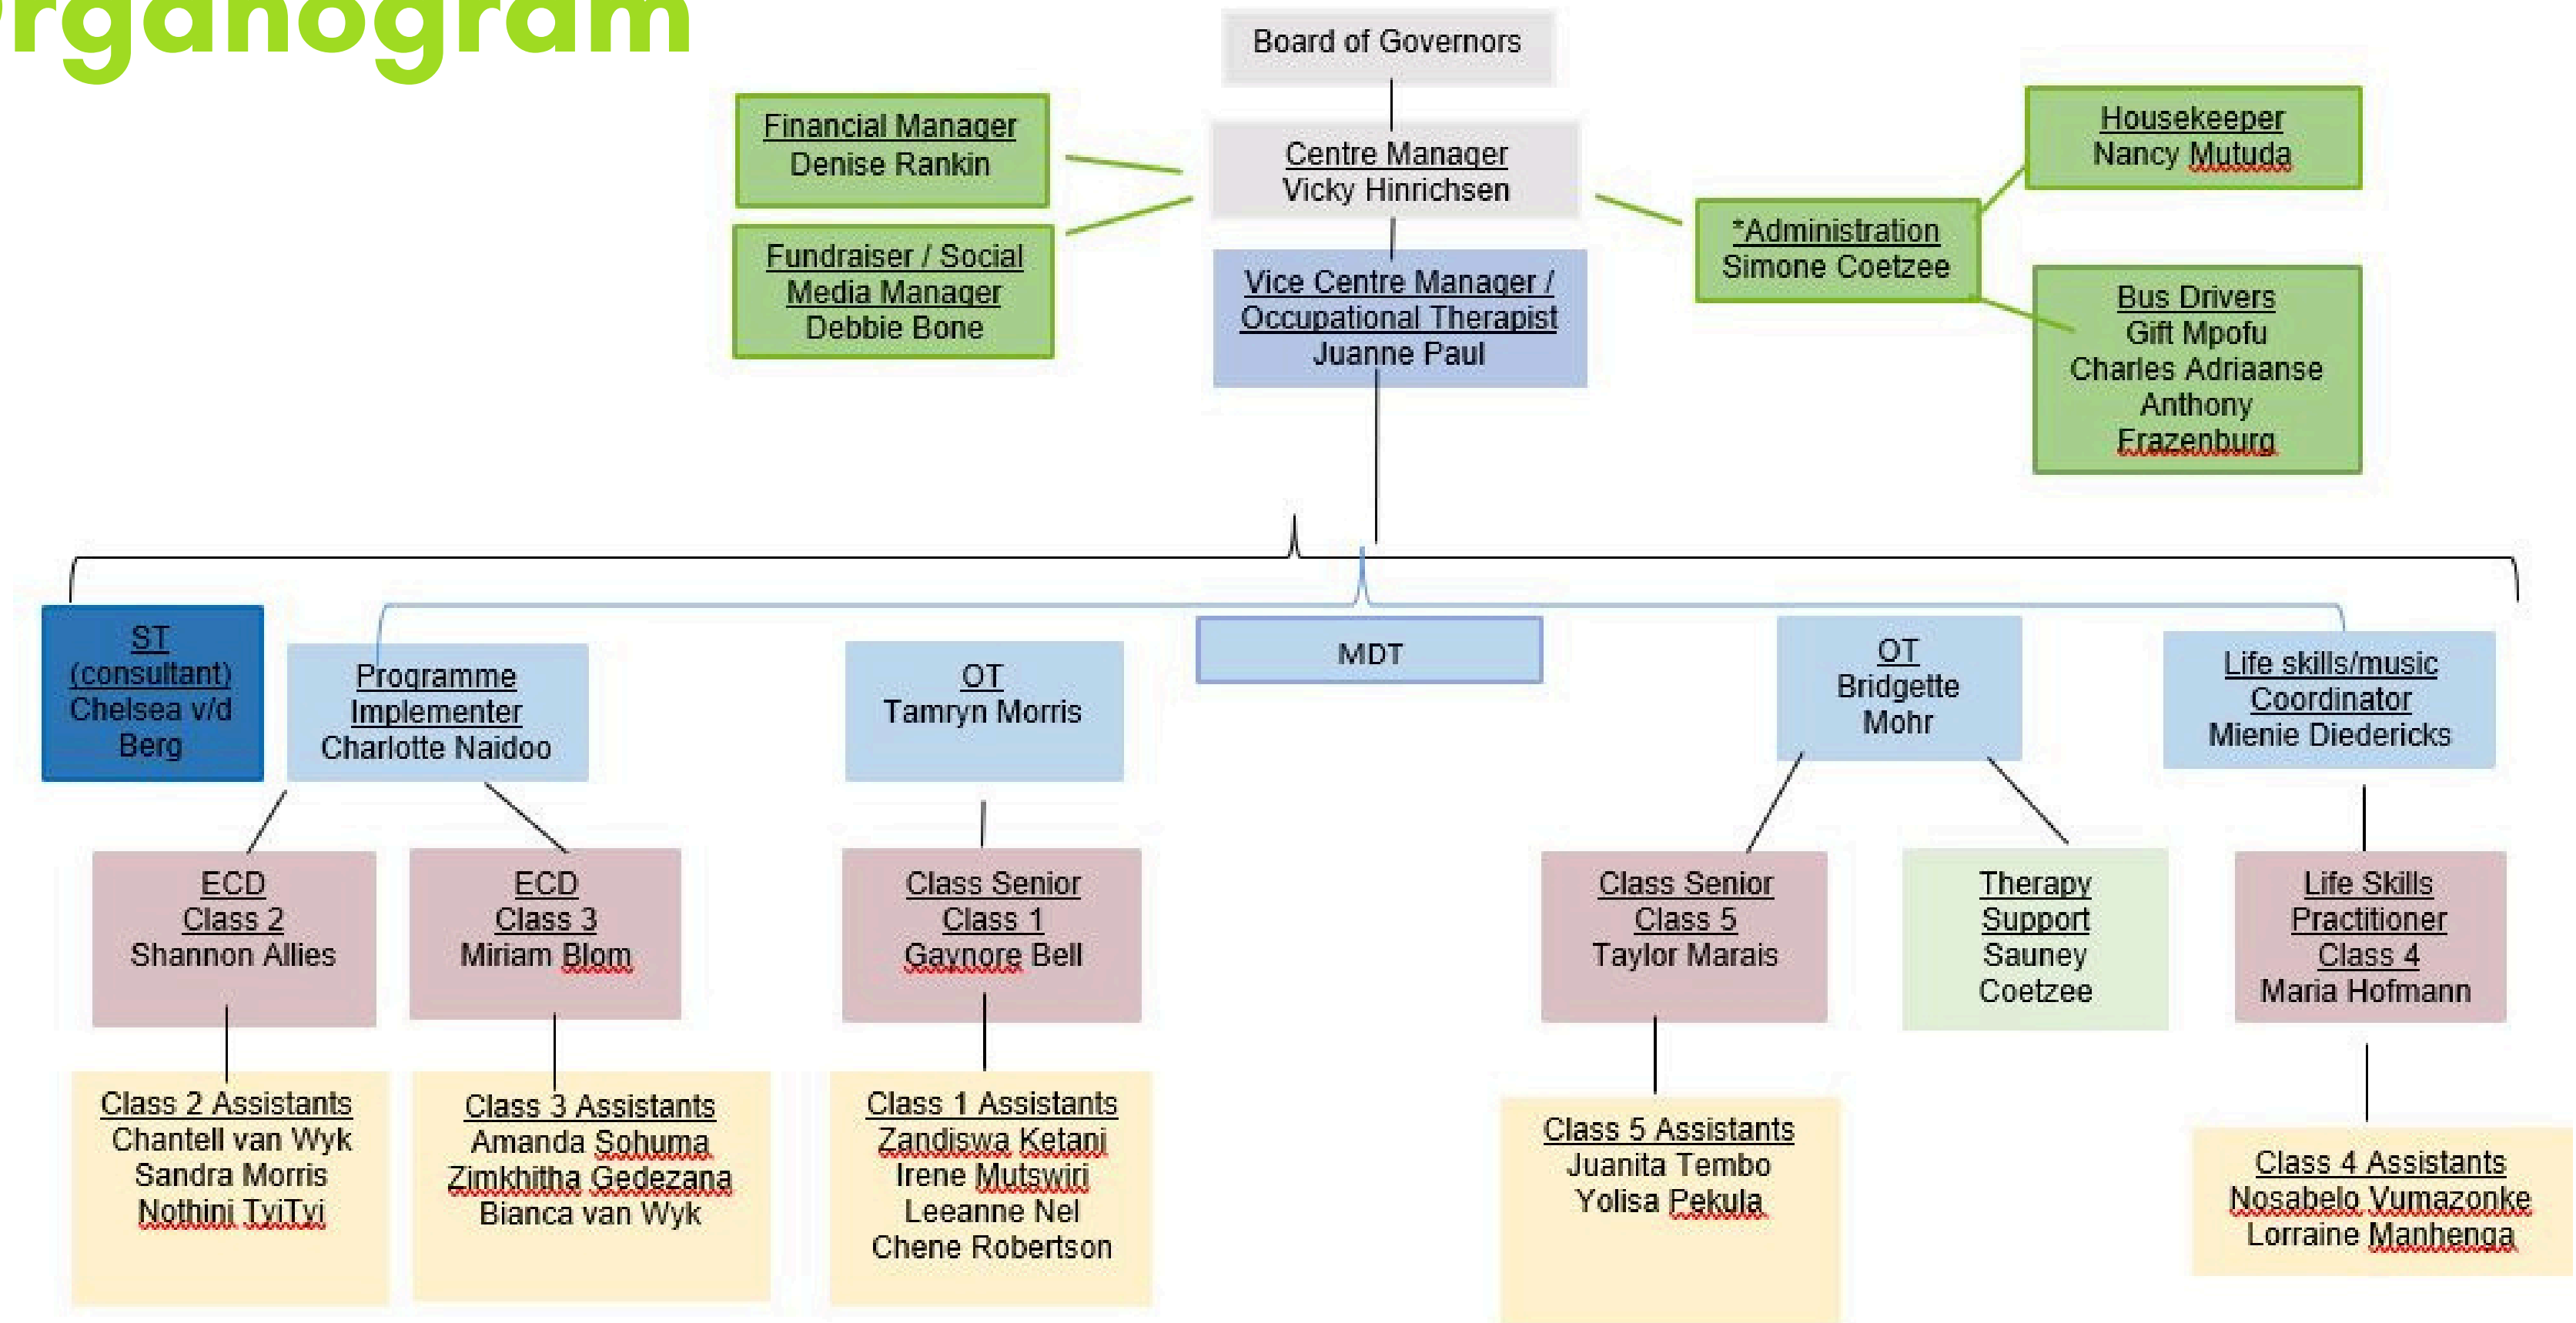 Organogram
Board of Governors
Financial Manager
Denise Rankin
Centre Manager
Vicky Hinrichsen
Housekeeper
Nancy Mutuda
Fundraiser / Social
Media Manager
Debbie Bone
*Administration
Simone Coetzee
Vice Centre Manager /
Occupational Therapist
Juanne Paul
Bus Drivers
Gift Mpofu
Charles Adriaanse
Anthony
Frazenburg
ST
(consultant)
Chelsea v/d
Berg
Programme
Implementer
Charlotte Naidoo
OT
Tamryn Morris
MDT
OT
Bridgette
Mohr
Life skills/music
Coordinator
Mienie Diedericks
ECD
Class 2
Shannon Allies
ECD
Class 3
Miriam Blom
Class Senior
Class 1
Gaynore Bell
Class Senior
Class 5
Taylor Marais
Therapy
Support
Sauney
Coetzee
Life Skills
Practitioner
Class 4
Maria Hofmann
Class 2 Assistants
Chantell van Wyk
Sandra Morris
Nothini TyiTyi
Class 3 Assistants
Amanda Sohuma
Zimkhitha Gedezana
Bianca van Wyk
Class 1 Assistants
Zandiswa Ketani
Irene Mutswiri
Leeanne Nel
Chene Robertson
Class 5 Assistants
Juanita Tembo
Yolisa Pekula
Class 4 Assistants
Nosabelo Vumazonke
Lorraine Manhenga